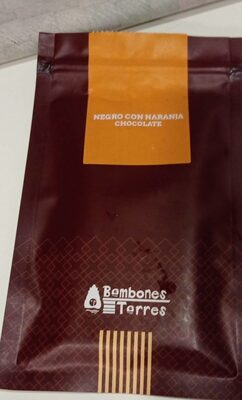 NEGRO CON NARANJA
CHOCOLATE
Bombones
Torres